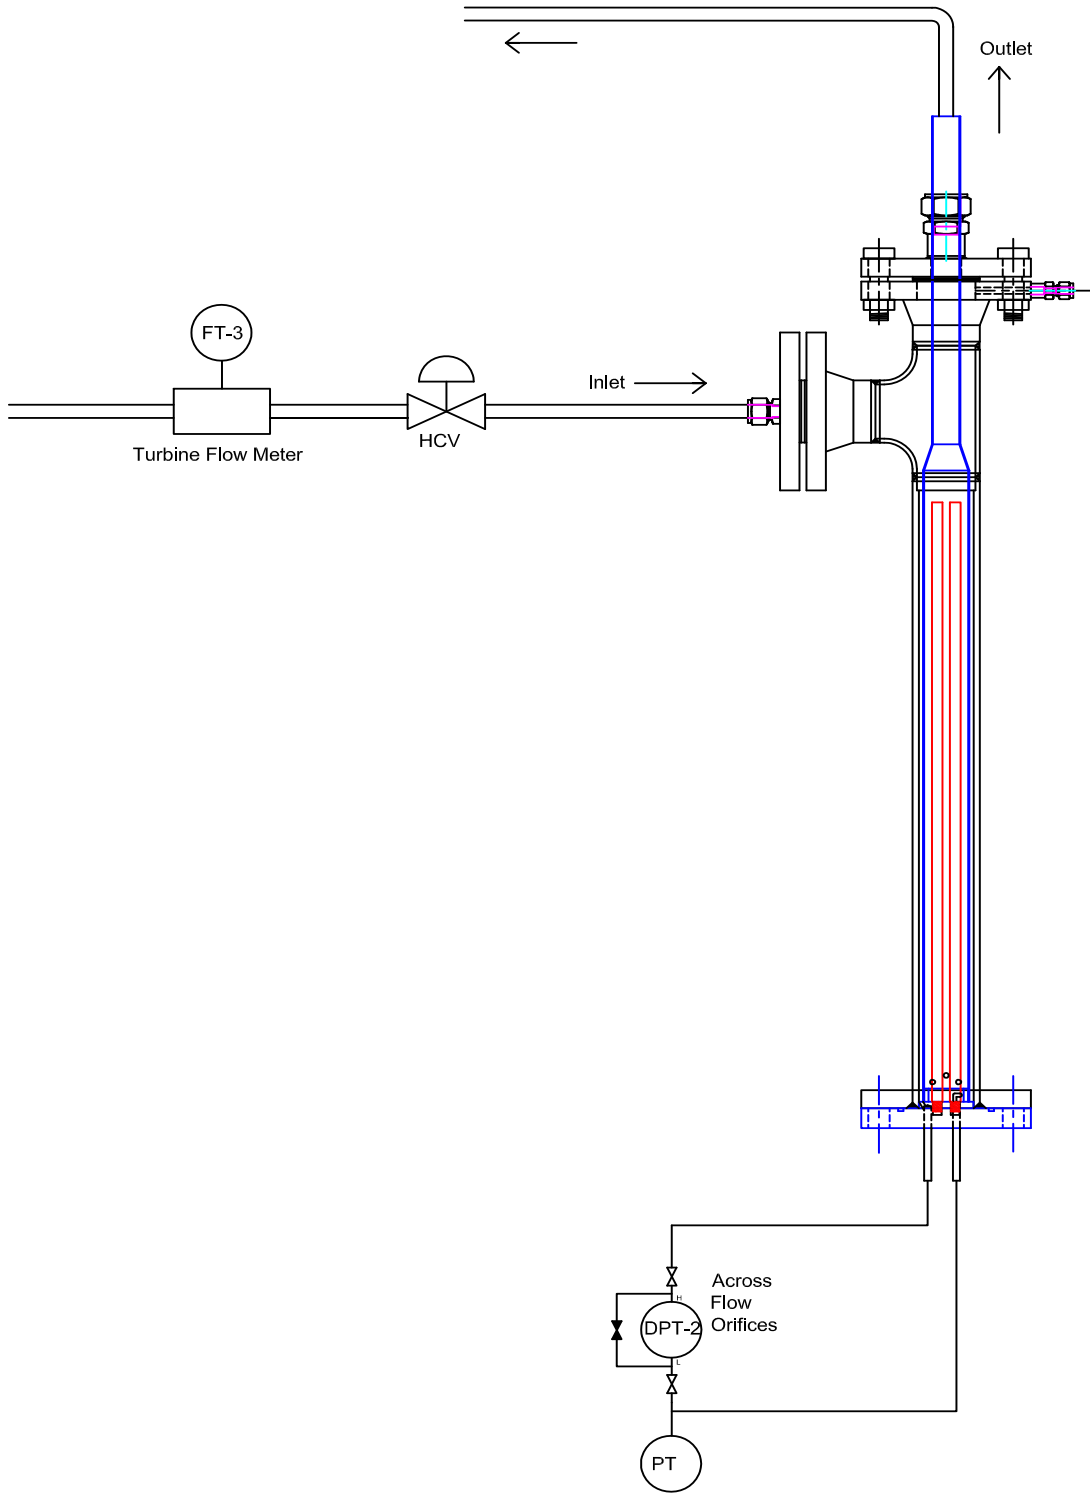 Outlet
FT-3
Inlet
HCV
Turbine Flow Meter
Across
Flow
Orifices
H
DPT-2
L
PT